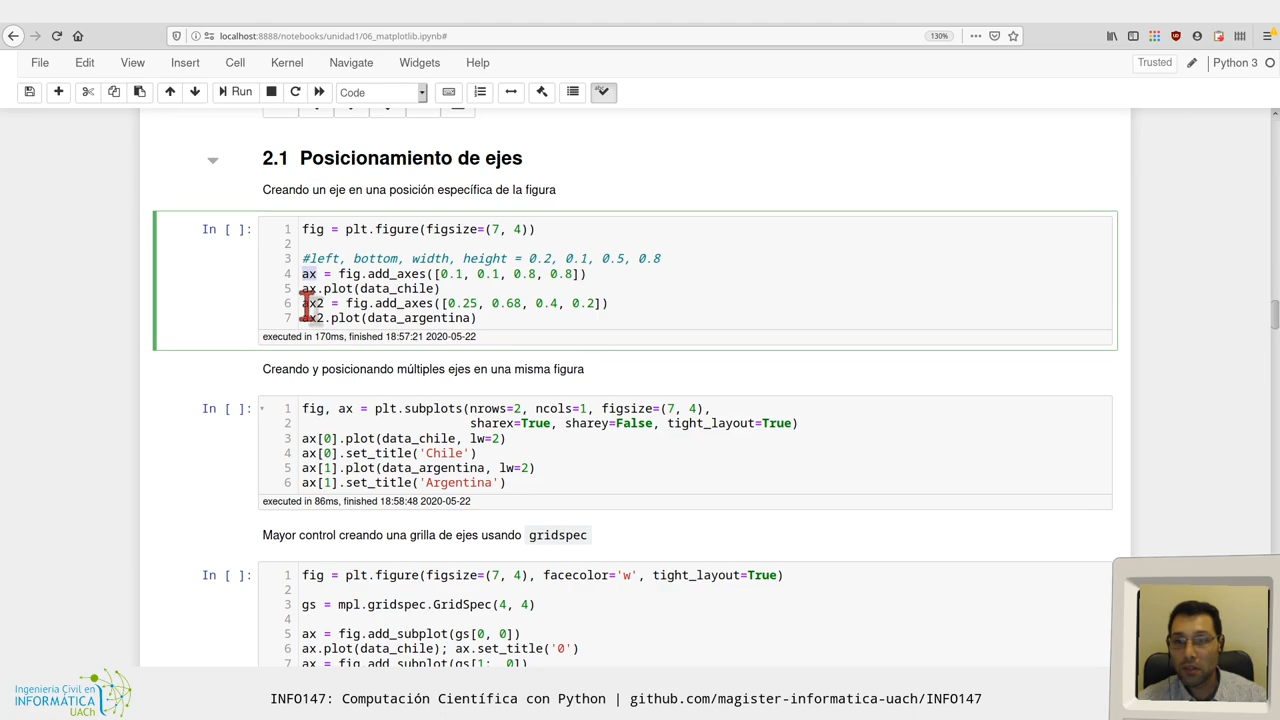 localhost:8888/notebooks/unidad1/06_matplotlib.ipynb#
130%
File Edit View Insert Cell Kernel Navigate Widgets Help
Trusted
Python 3
Run
Code
2.1 Posicionamiento de ejes
Creando un eje en una posición específica de la figura
In [ ]:
1 fig = plt.figure(figsize=(7, 4))
2
3 #left, bottom, width, height = 0.2, 0.1, 0.5, 0.8
4 ax = fig.add_axes([0.1, 0.1, 0.8, 0.8])
5 ax.plot(data_chile)
6 ax2 = fig.add_axes([0.25, 0.68, 0.4, 0.2])
7 ax2.plot(data_argentina)
executed in 170ms, finished 18:57:21 2020-05-22
Creando y posicionando múltiples ejes en una misma figura
In [ ]:
1 fig, ax = plt.subplots(nrows=2, ncols=1, figsize=(7, 4),
2 sharex=True, sharey=False, tight_layout=True)
3 ax[0].plot(data_chile, lw=2)
4 ax[0].set_title('Chile')
5 ax[1].plot(data_argentina, lw=2)
6 ax[1].set_title('Argentina')
executed in 86ms, finished 18:58:48 2020-05-22
Mayor control creando una grilla de ejes usando gridspec
In [ ]:
1 fig = plt.figure(figsize=(7, 4), facecolor='w', tight_layout=True)
2
3 gs = mpl.gridspec.GridSpec(4, 4)
4
5 ax = fig.add_subplot(gs[0, 0])
6 ax.plot(data_chile); ax.set_title('0')
7 ax = fig.add_subplot(gs[1:, 0])
Ingeniería Civil en
INFORMÁTICA
UACh
INFO147: Computación Científica con Python | github.com/magister-informatica-uach/INFO147